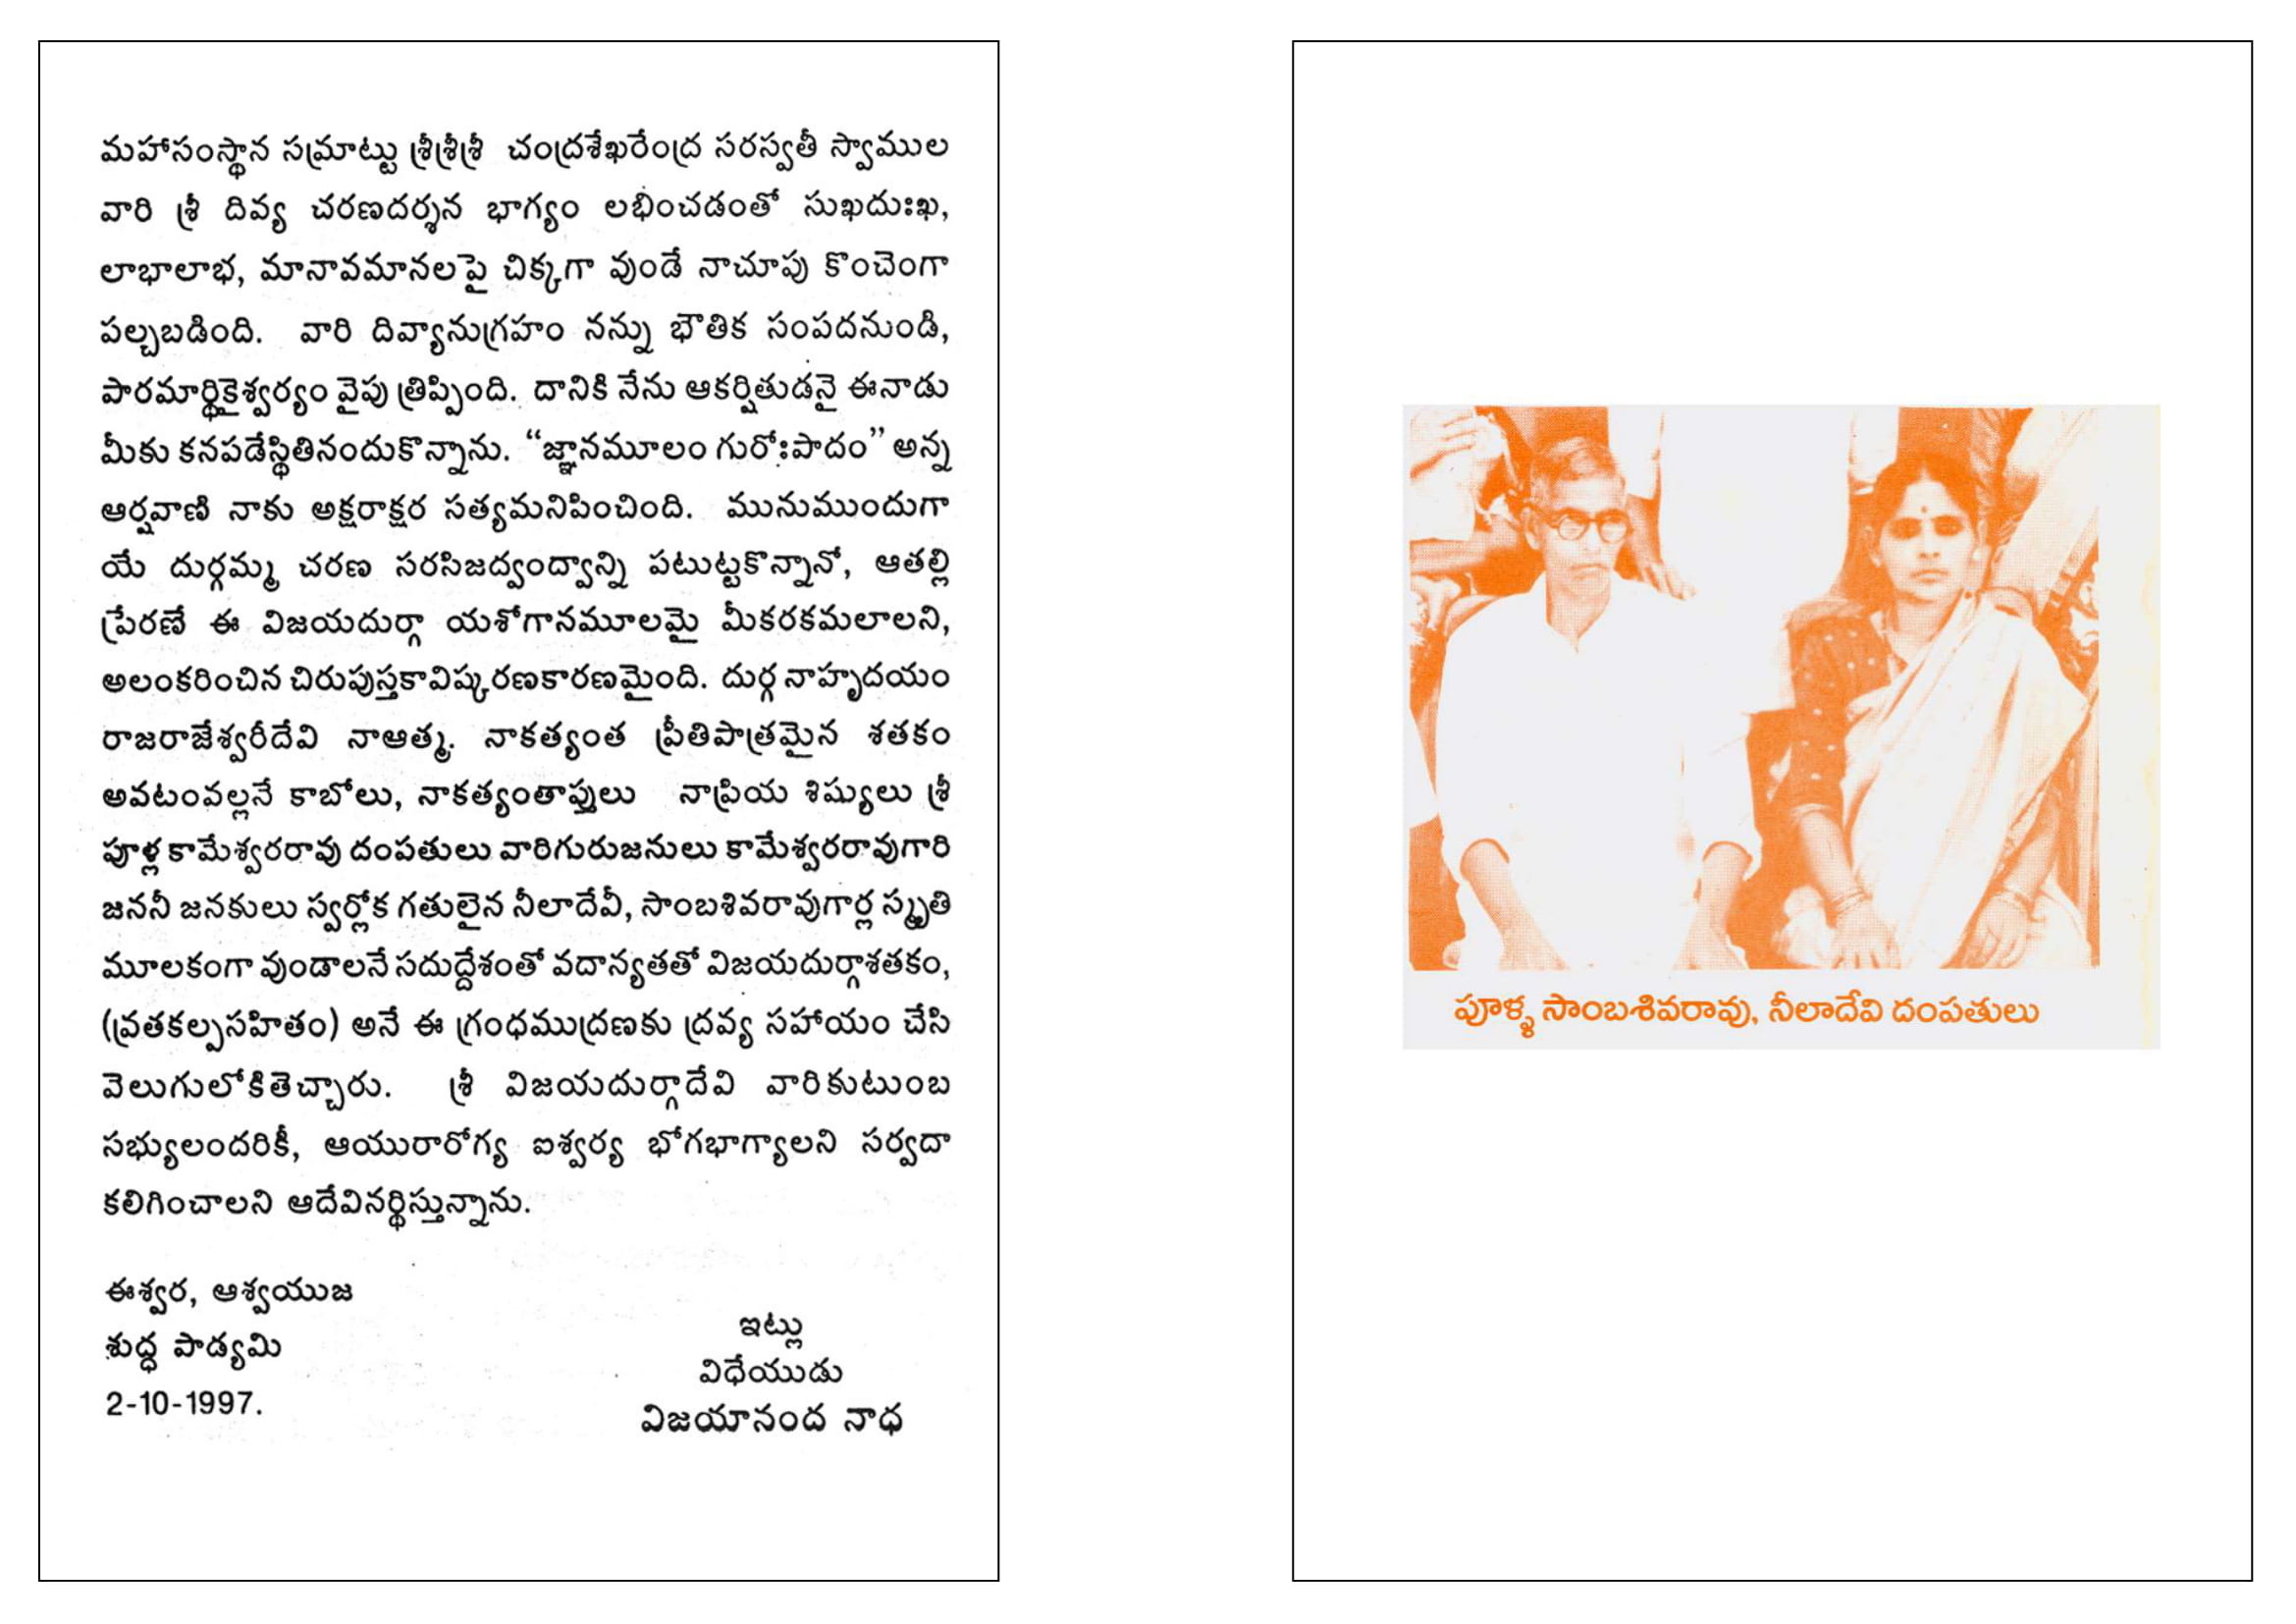 మహాసంస్థాన సమ్రాట్టు శ్రీశ్రీశ్రీ చంద్రశేఖరేంద్ర సరస్వతీ స్వాముల
వారి శ్రీ దివ్య చరణదర్శన భాగ్యం లభించడంతో సుఖదుఃఖ,
లాభాలాభ, మానావమానలపై చిక్కగా వుండే నాచూపు కొంచెంగా
పల్చబడింది. వారి దివ్యానుగ్రహం నన్ను భౌతిక సంపదనుండి,
పారమార్థికైశ్వర్యం వైపు త్రిప్పింది. దానికి నేను ఆకర్షితుడనై ఈనాడు
మీకు కనపడేస్థితినందుకొన్నాను. “జ్ఞానమూలం గురోఃపాదం” అన్న
ఆర్షవాణి నాకు అక్షరాక్షర సత్యమనిపించింది. మునుముందుగా
యే దుర్గమ్మ చరణ సరసిజద్వంద్వాన్ని పటుట్టకొన్నానో, ఆతల్లి
ప్రేరణే ఈ విజయదుర్గా యశోగానమూలమై మీకరకమలాలని,
అలంకరించిన చిరుపుస్తకావిష్కరణకారణమైంది. దుర్గ నాహృదయం
రాజరాజేశ్వరీదేవి నాఆత్మ. నాకత్యంత ప్రీతిపాత్రమైన శతకం
అవటంవల్లనే కాబోలు, నాకత్యంతాప్తులు నాప్రియ శిష్యులు శ్రీ
పూళ్ల కామేశ్వరరావు దంపతులు వారిగురుజనులు కామేశ్వరరావుగారి
జననీ జనకులు స్వర్లోక గతులైన నీలాదేవీ, సాంబశివరావుగార్ల స్మృతి
మూలకంగా వుండాలనే సదుద్దేశంతో వదాన్యతతో విజయదుర్గాశతకం,
(వ్రతకల్పసహితం) అనే ఈ గ్రంధముద్రణకు ద్రవ్య సహాయం చేసి
వెలుగులోకితెచ్చారు. శ్రీ విజయదుర్గాదేవి వారికుటుంబ
సభ్యులందరికీ, ఆయురారోగ్య ఐశ్వర్య భోగభాగ్యాలని సర్వదా
కలిగించాలని ఆదేవినర్థిస్తున్నాను.
ఈశ్వర, ఆశ్వయుజ
శుద్ధ పాడ్యమి
2-10-1997.
ఇట్లు
విధేయుడు
విజయానంద నాధ
పూళ్ళ సాంబశివరావు, నీలాదేవి దంపతులు